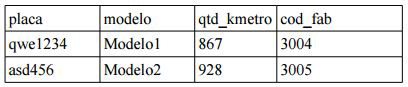 placa modelo qtd_kmetro cod_fab
qwe1234 Modelo1 867 3004
asd456 Modelo2 928 3005